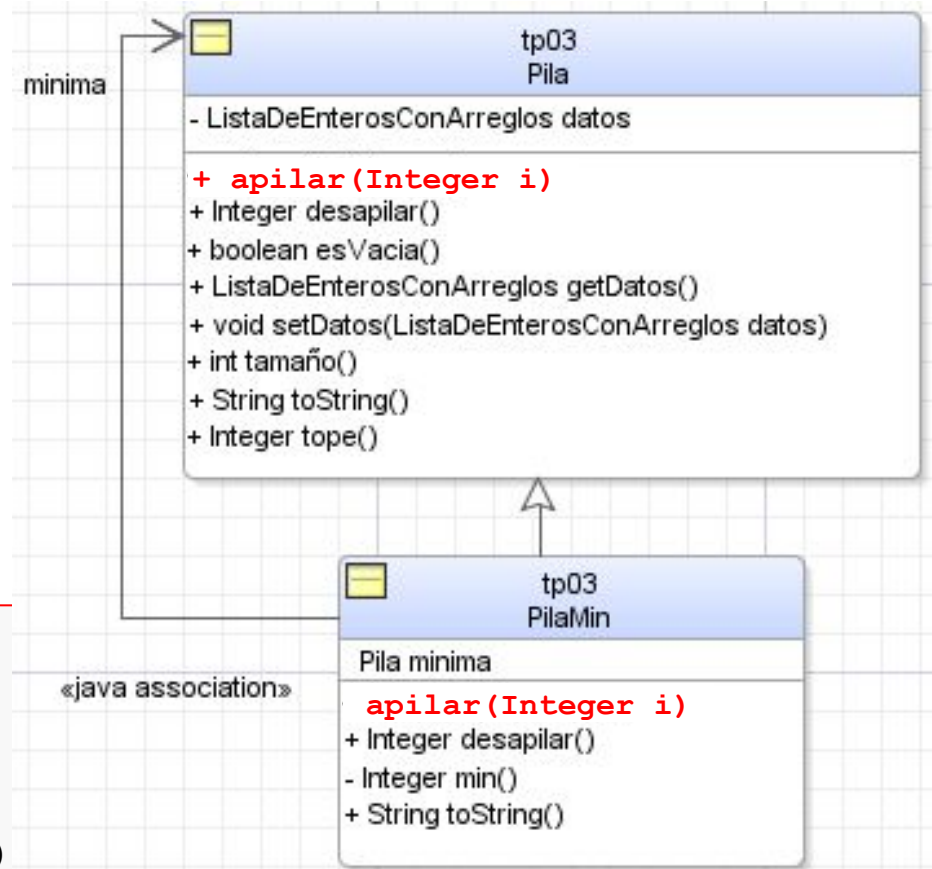 minima
tp03
Pila
- ListaDeEnterosConArreglos datos
+ apilar(Integer i)
+ Integer desapilar()
+ boolean esVacia()
+ ListaDeEnterosConArreglos getDatos()
+ void setDatos(ListaDeEnterosConArreglos datos)
+ int tamaño()
+ String toString()
+ Integer tope()
tp03
PilaMin
Pila minima
«java association»
apilar(Integer i)
+ Integer desapilar()
- Integer min()
+ String toString()
)